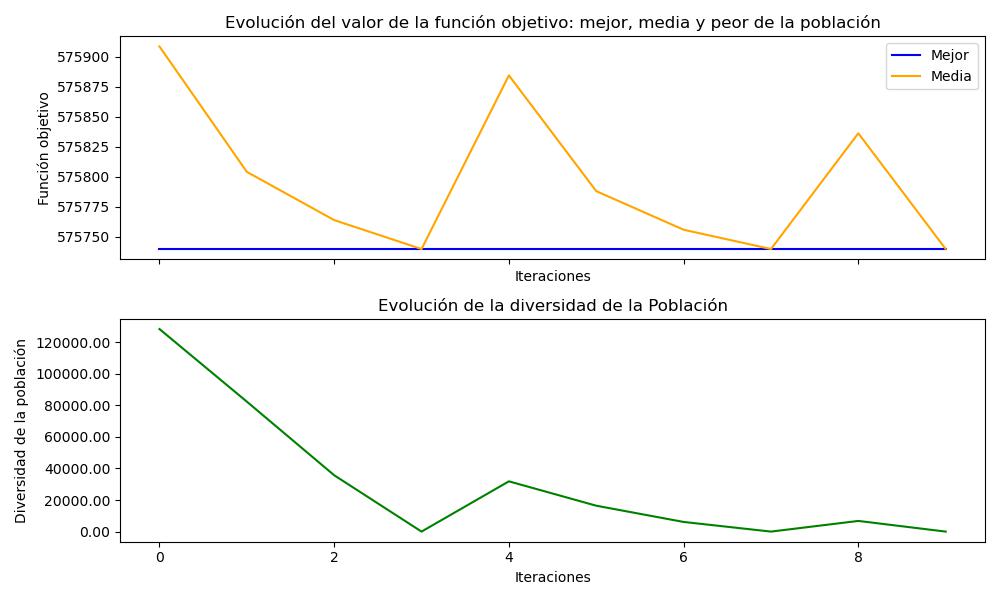 Evolución del valor de la función objetivo: mejor, media y peor de la población
Función objetivo
575900
575875
575850
575825
575800
575775
575750
Mejor
Media
Iteraciones
Evolución de la diversidad de la Población
Diversidad de la población
120000.00
100000.00
80000.00
60000.00
40000.00
20000.00
0.00
0 2 4 6 8
Iteraciones